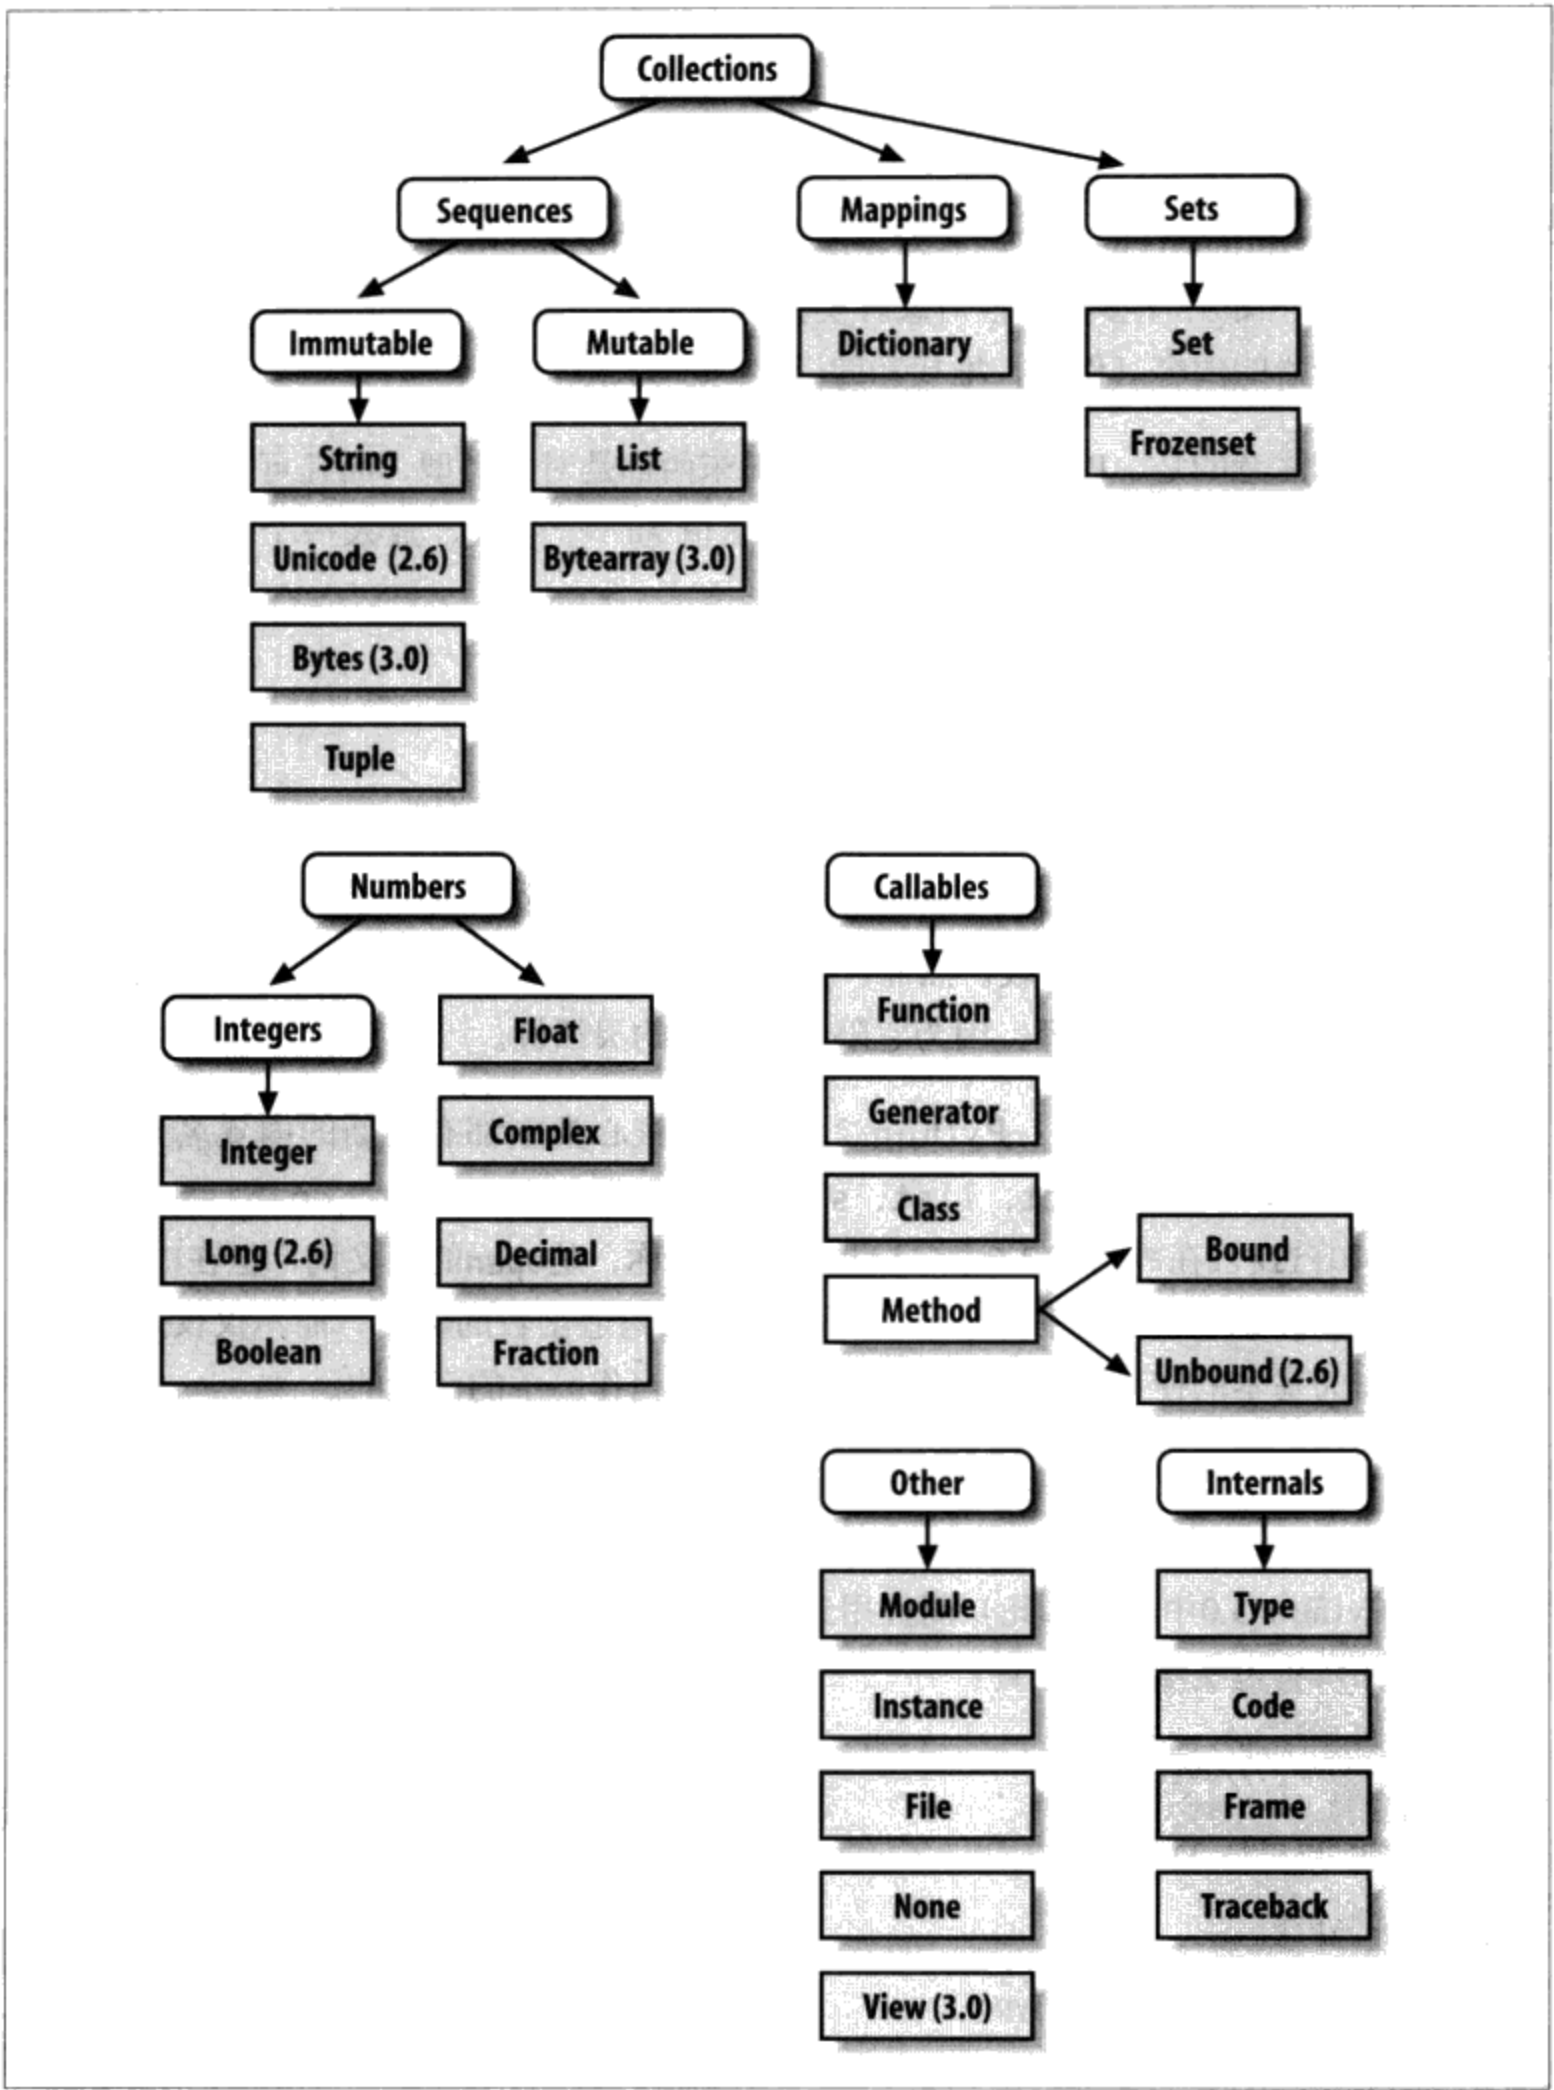 Collections
Sequences
Mappings
Sets
Immutable
Mutable
Dictionary
Set
String
List
Frozenset
Unicode (2.6)
Bytearray (3.0)
Bytes (3.0)
Tuple
Numbers
Integers
Float
Integer
Complex
Long (2.6)
Decimal
Boolean
Fraction
Callables
Function
Generator
Class
Method
Bound
Unbound (2.6)
Other
Module
Instance
File
None
View (3.0)
Internals
Type
Code
Frame
Traceback